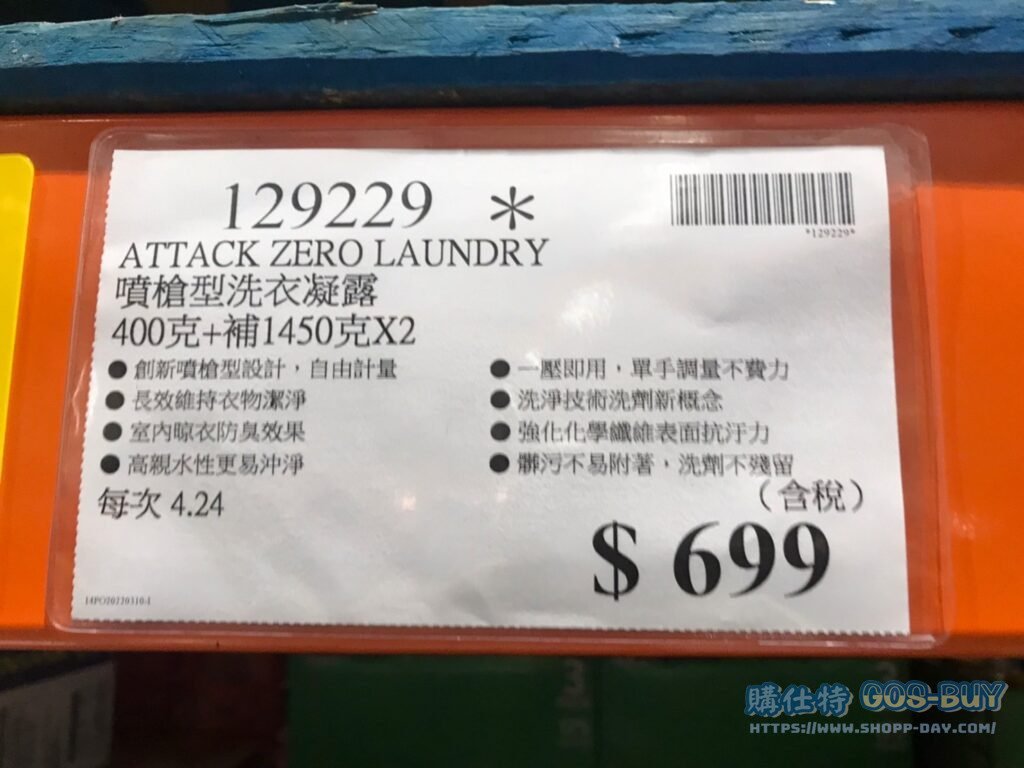 129229 *
*129229*
ATTACK ZERO LAUNDRY
噴槍型洗衣凝露
400克+補1450克X2
●創新噴槍型設計，自由計量
●長效維持衣物潔淨
●室內晾衣防臭效果
●高親水性更易沖淨
●一壓即用，單手調量不費力
●洗淨技術洗劑新概念
●強化化學纖維表面抗汙力
●髒污不易附著，洗劑不殘留
每次 4.24
（含稅）
$ 699
購仕特 GOS-BUY
HTTPS://WWW.SHOPP-DAY.COM/